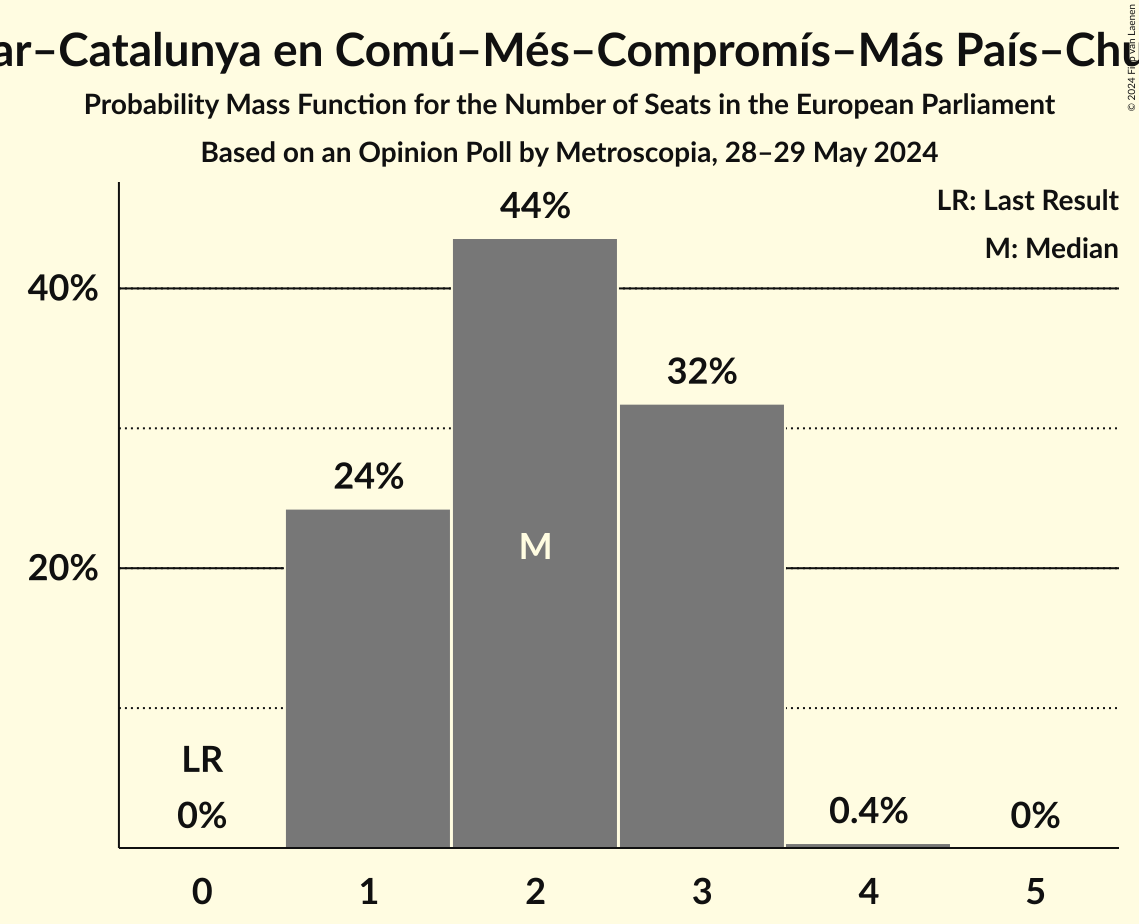 ar–Catalunya en Comú–Més–Compromís–Más País–Chu
© 2024 Filip van Laenen
Probability Mass Function for the Number of Seats in the European Parliament
Based on an Opinion Poll by Metroscopia, 28–29 May 2024
LR: Last Result
M: Median
44%
40%
32%
24%
M
20%
LR
0%
0.4%
0%
0 1 2 3 4 5